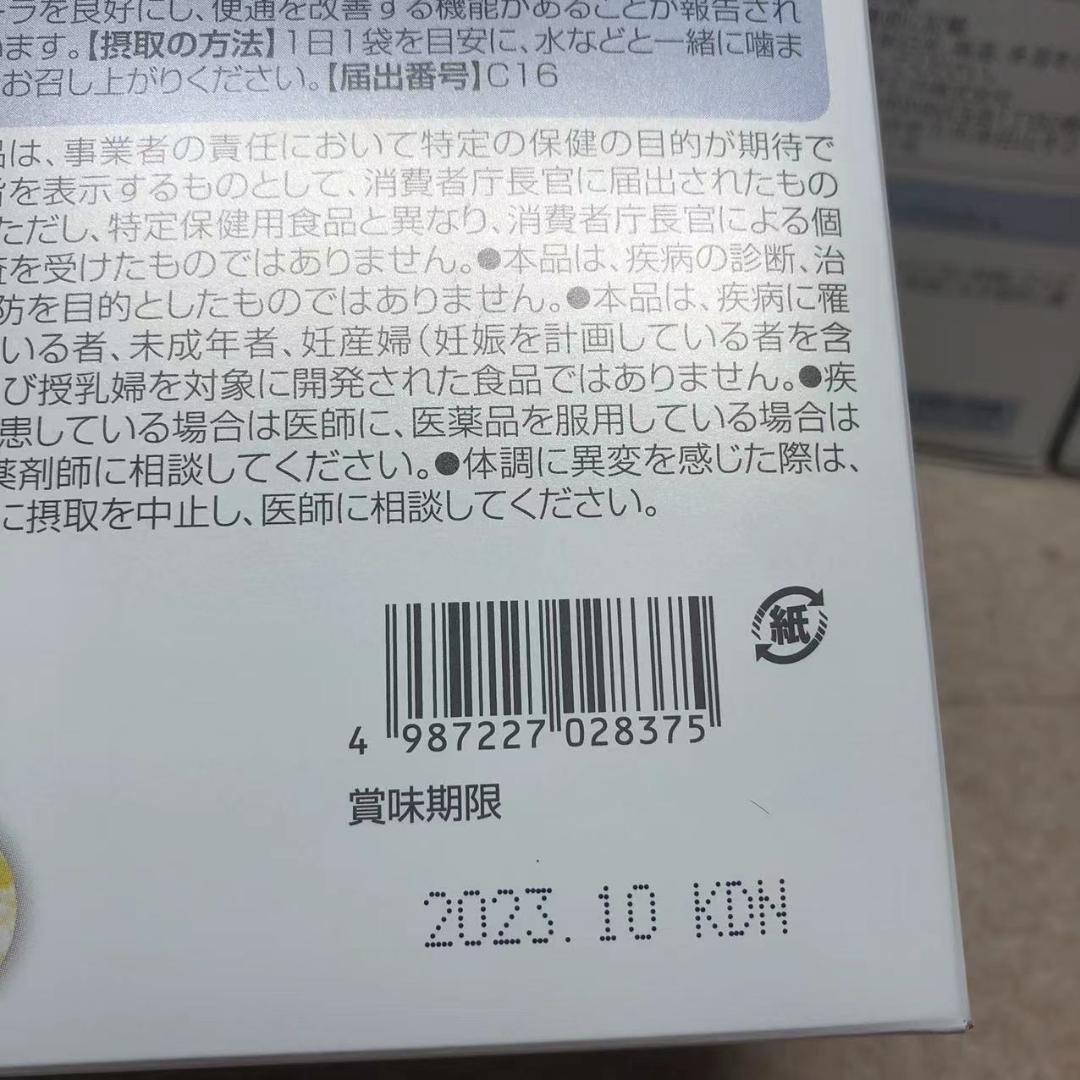 ーラを良好にし、便通を改善する機能があることが報告され
います。【摂取の方法】1日1袋を目安に、水などと一緒に噛ま
お召し上がりください。【届出番号】C16
品は、事業者の責任において特定の保健の目的が期待で
旨を表示するものとして、消費者庁長官に届出されたもの
ただし、特定保健用食品と異なり、消費者庁長官による個
査を受けたものではありません。●本品は、疾病の診断、治
防を目的としたものではありません。●本品は、疾病に罹
いる者、未成年者、妊産婦(妊娠を計画している者を含
び授乳婦を対象に開発された食品ではありません。●疾
患している場合は医師に、医薬品を服用している場合は
薬剤師に相談してください。●体調に異変を感じた際は、
に摂取を中止し、医師に相談してください。
紙
4 987227 028375
賞味期限
2023.10 KDN